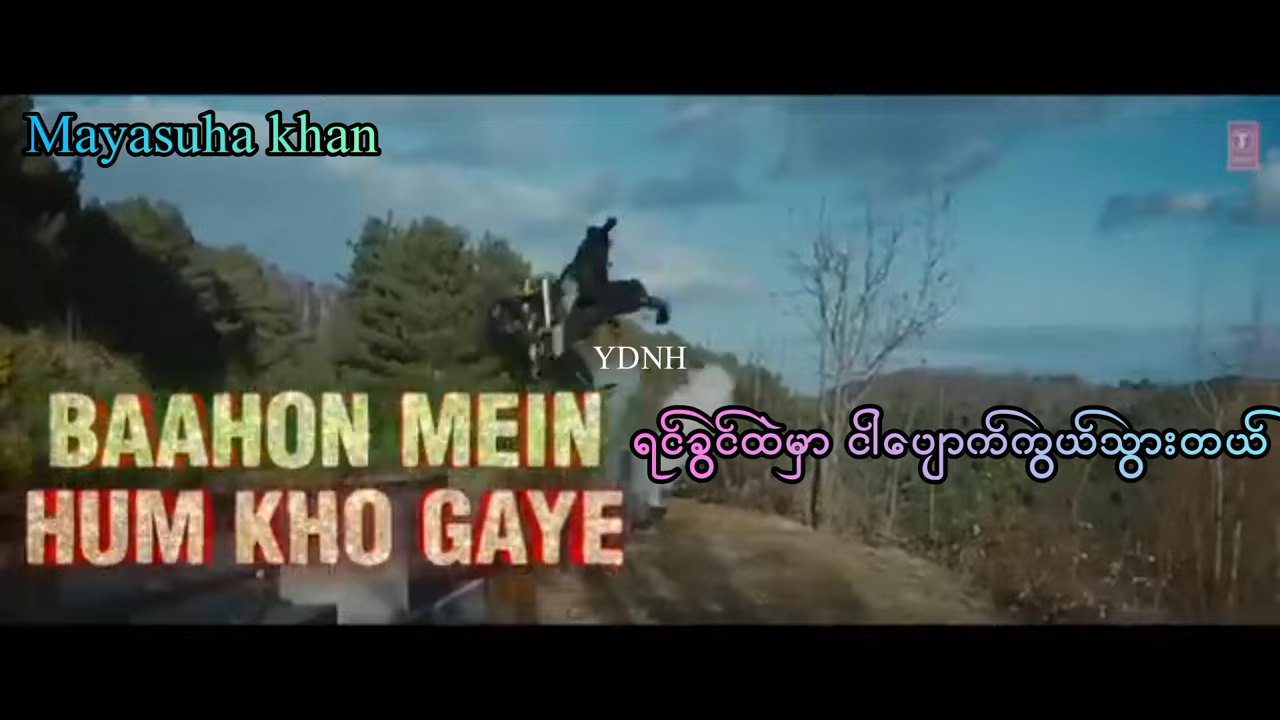 Mayasuha khan
T
YDNH
BAAHON MEIN
HUM KHO GAYE
ရင်ခွင်ထဲမှာ ငါပျောက်ကွယ်သွားတယ်